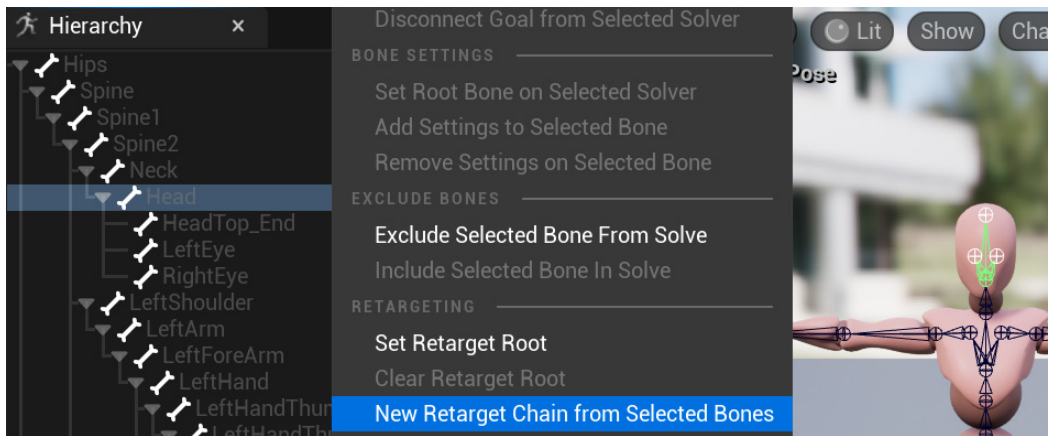 Hierarchy
Hips
Spine
Spine1
Spine2
Neck
Head
HeadTop_End
LeftEye
RightEye
LeftShoulder
LeftArm
LeftForeArm
LeftHand
Disconnect Goal from Selected Solver
BONE SETTINGS
Set Root Bone on Selected Solver
Add Settings to Selected Bone
Remove Settings on Selected Bone
EXCLUDE BONES
Exclude Selected Bone From Solve
Include Selected Bone In Solve
RETARGETING
Set Retarget Root
Clear Retarget Root
New Retarget Chain from Selected Bones
Lit
Show
Pose